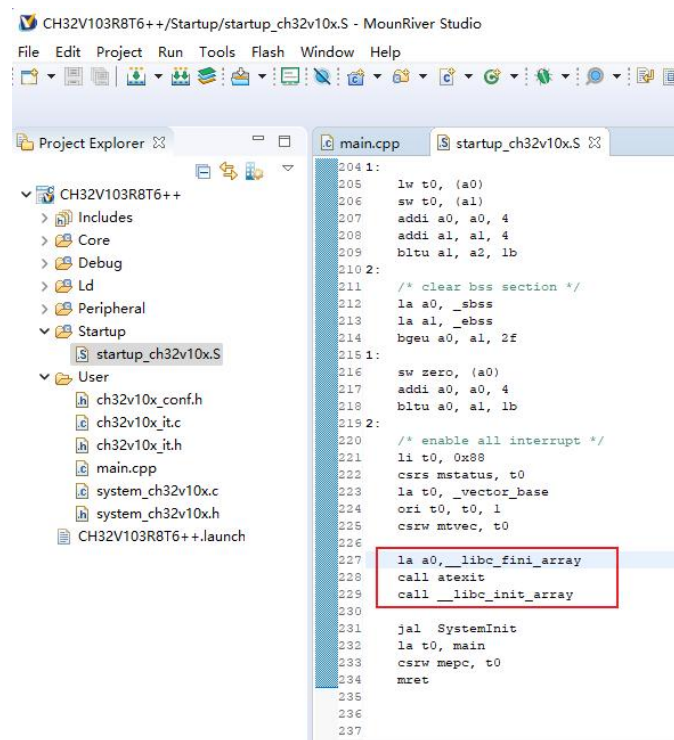 CH32V103R8T6++/Startup/startup_ch32v10x.S - MounRiver Studio
File Edit Project Run Tools Flash Window Help
Project Explorer
CH32V103R8T6++
Includes
Core
Debug
Ld
Peripheral
Startup
startup_ch32v10x.S
User
ch32v10x_conf.h
ch32v10x_it.c
ch32v10x_it.h
main.cpp
system_ch32v10x.c
system_ch32v10x.h
CH32V103R8T6++.launch
main.cpp startup_ch32v10x.S
204 1:
205 lw t0, (a0)
206 sw t0, (a1)
207 addi a0, a0, 4
208 addi a1, a1, 4
209 bltu a1, a2, 1b
210 2:
211 /* clear bss section */
212 la a0, _sbss
213 la a1, _ebss
214 bgeu a0, a1, 2f
215 1:
216 sw zero, (a0)
217 addi a0, a0, 4
218 bltu a0, a1, 1b
219 2:
220 /* enable all interrupt */
221 li t0, 0x88
222 csrs mstatus, t0
223 la t0, _vector_base
224 ori t0, t0, 1
225 csrw mtvec, t0
226
227 la a0,__libc_fini_array
228 call atexit
229 call __libc_init_array
230
231 jal SystemInit
232 la t0, main
233 csrw mepc, t0
234 mret
235
236
237